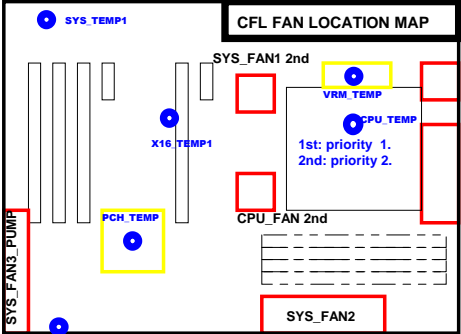 SYS_TEMP1
CFL FAN LOCATION MAP
SYS_FAN1 2nd
VRM_TEMP
CPU_TEMP
X16_TEMP1
1st: priority 1.
2nd: priority 2.
PCH_TEMP
CPU_FAN 2nd
SYS_FAN3_PUMP
SYS_FAN2